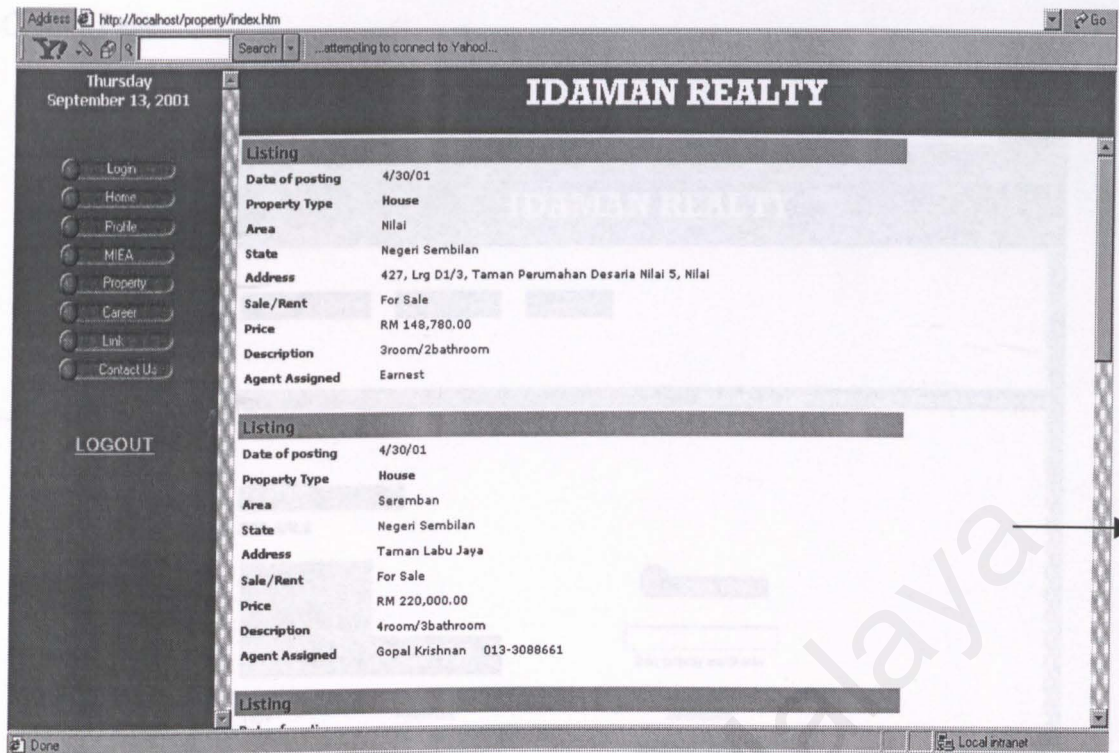 Address http://localhost/property/index.htm Go
Y? Search ...attempting to connect to Yahoo!...
Thursday
September 13, 2001
Login
Home
Profile
MIEA
Property
Career
Link
Contact Us
LOGOUT
IDAMAN REALTY
Listing
Date of posting 4/30/01
Property Type House
Area Nilai
State Negeri Sembilan
Address 427, Lrg D1/3, Taman Perumahan Desaria Nilai 5, Nilai
Sale/Rent For Sale
Price RM 148,780.00
Description 3room/2bathroom
Agent Assigned Earnest
Listing
Date of posting 4/30/01
Property Type House
Area Seremban
State Negeri Sembilan
Address Taman Labu Jaya
Sale/Rent For Sale
Price RM 220,000.00
Description 4room/3bathroom
Agent Assigned Gopal Krishnan 013-3088661
Listing
Done Local intranet
laya